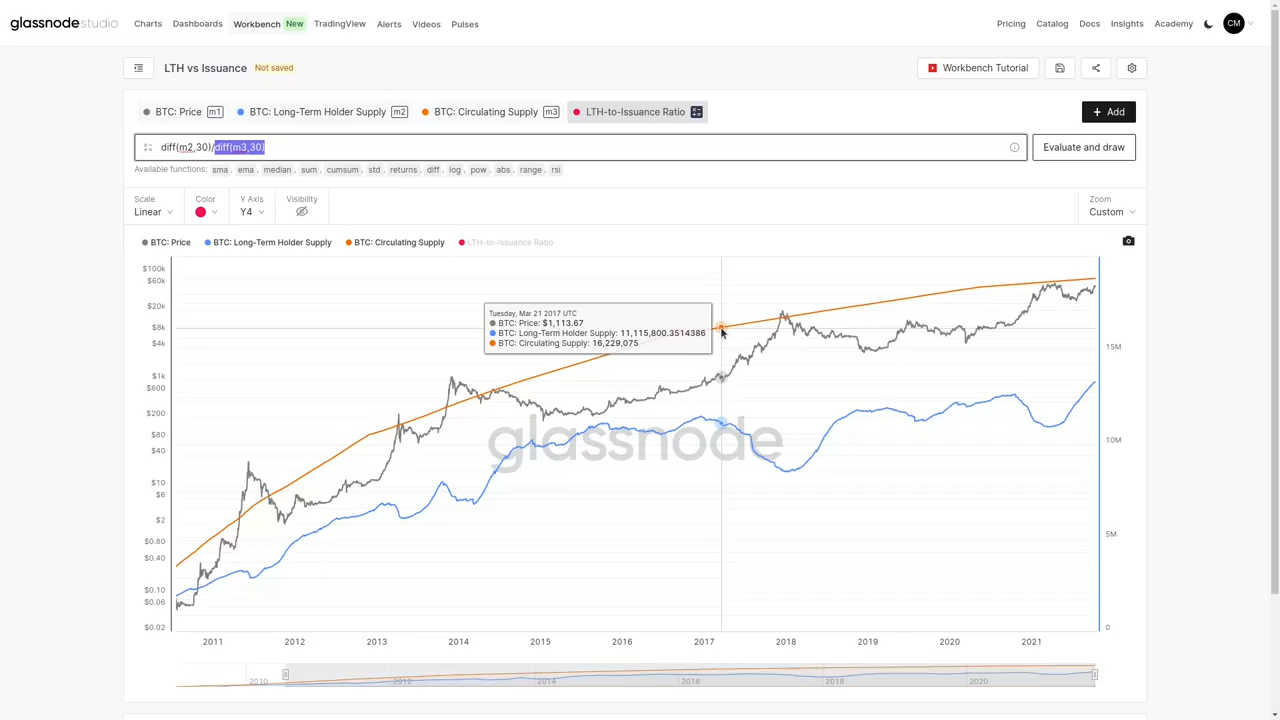 glassnodestudio Charts Dashboards Workbench New TradingView Alerts Videos Pulses Pricing Catalog Docs Insights Academy CM
LTH vs Issuance Not saved Workbench Tutorial
BTC: Price m1 BTC: Long-Term Holder Supply m2 BTC: Circulating Supply m3 LTH-to-Issuance Ratio + Add
diff(m2,30)/diff(m3,30) Evaluate and draw
Available functions: sma , ema , median , sum , cumsum , std , returns , diff , log , pow , abs , range , rsi
Scale Color Y Axis Visibility Zoom
Linear Y4 Custom
BTC: Price BTC: Long-Term Holder Supply BTC: Circulating Supply LTH-to-Issuance Ratio
$100k
$60k
$20k
$8k
$4k
$1k
$600
$200
$80
$40
$10
$6
$2
$0.80
$0.40
$0.10
$0.06
$0.02
Tuesday, Mar 21 2017 UTC
BTC: Price: $1,113.67
BTC: Long-Term Holder Supply: 11,115,800.3514386
BTC: Circulating Supply: 16,229,075
glassnode
15M
10M
5M
0
2011 2012 2013 2014 2015 2016 2017 2018 2019 2020 2021
2010 2012 2014 2016 2018 2020